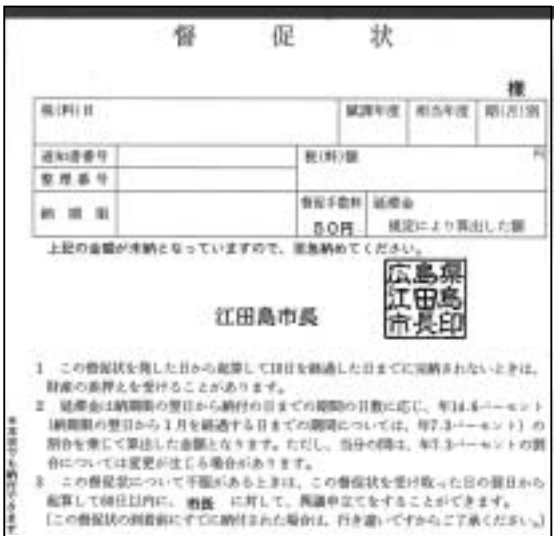 督促状
様
税(料)目
賦課年度 相当年度 期(月)別
通知書番号
税(料)額 円
整理番号
納期限
督促手数料 延滞金
50円 規定により算出した額
上記の金額が未納となっていますので、至急納めてください。
江田島市長
広島県
江田島
市長印
1 この督促状を発した日から起算して10日を経過した日までに完納されないときは、
財産の差押えを受けることがあります。
2 延滞金は納期限の翌日から納付の日までの期間の日数に応じ、年14.6パーセント
(納期限の翌日から1月を経過する日までの期間については、年7.3パーセント)の
割合を乗じて算出した金額となります。ただし、当分の間は、年7.3パーセントの割
合については変更が生じる場合があります。
3 この督促状について不服があるときは、この督促状を受け取った日の翌日から
起算して60日以内に、市長 に対して、異議申立てをすることができます。
(この督促状の到着前にすでに納付された場合は、行き違いですからご了承ください。)